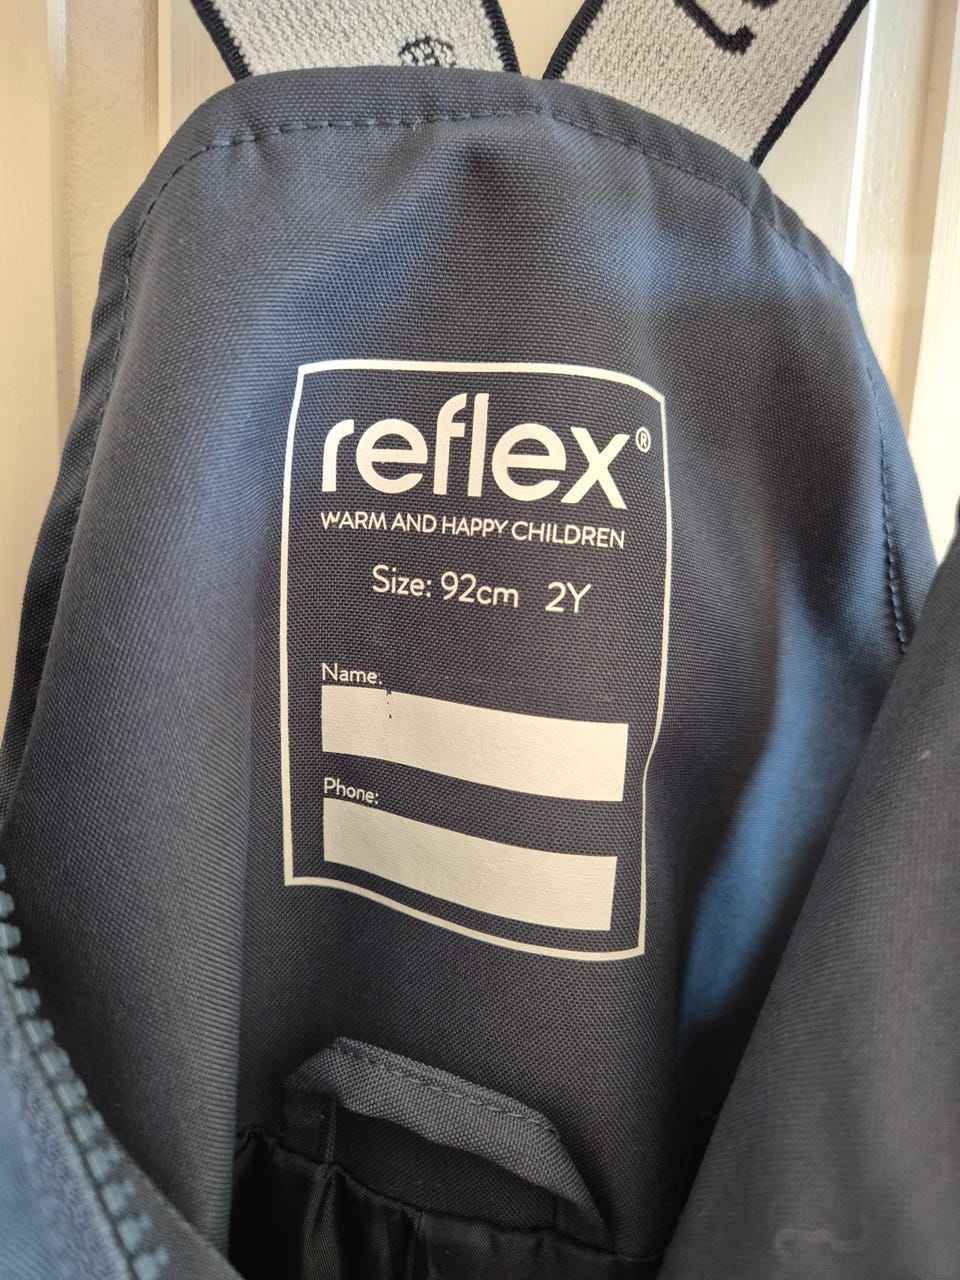 reflex®
WARM AND HAPPY CHILDREN
Size: 92cm 2Y
Name:
Phone: